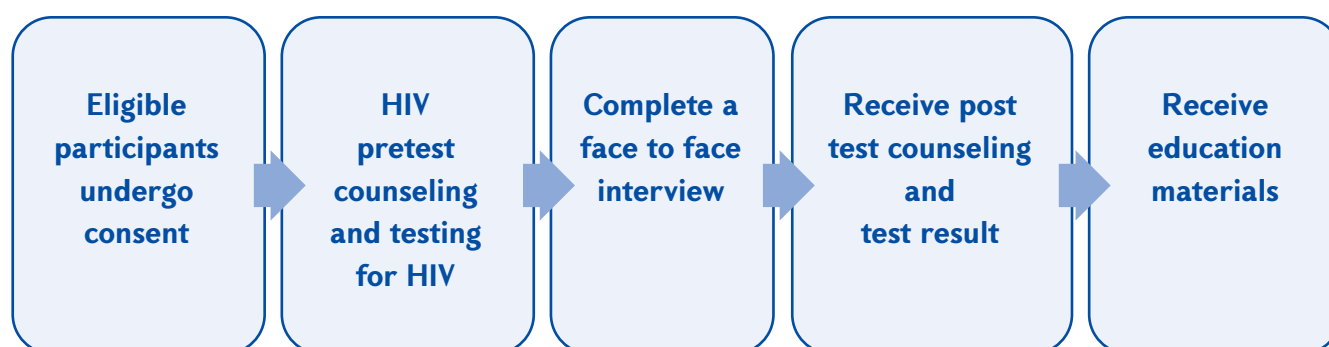 Eligible
participants
undergo
consent
HIV
pretest
counseling
and testing
for HIV
Complete a
face to face
interview
Receive post
test counseling
and
test result
Receive
education
materials